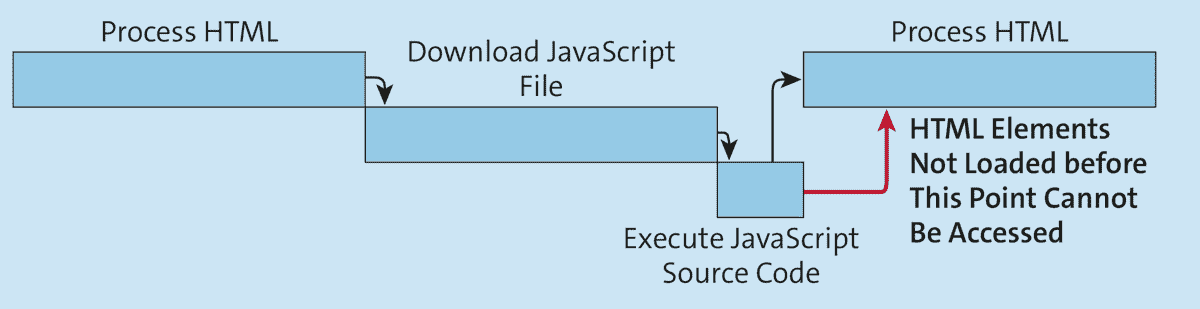 Process HTML
Download JavaScript
File
Process HTML
HTML Elements
Not Loaded before
This Point Cannot
Be Accessed
Execute JavaScript
Source Code